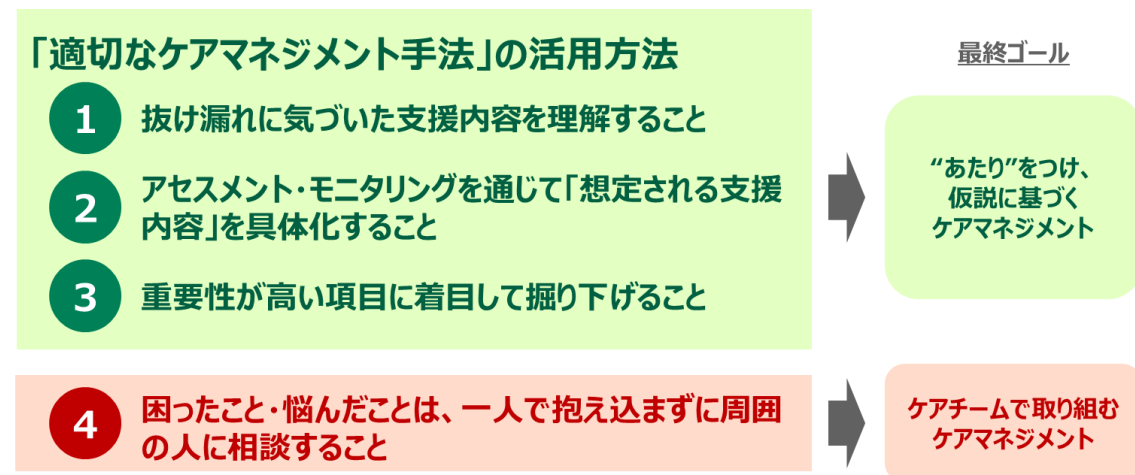 「適切なケアマネジメント手法」の活用方法
1 抜け漏れに気づいた支援内容を理解すること
2 アセスメント・モニタリングを通じて「想定される支援
内容」を具体化すること
3 重要性が高い項目に着目して掘り下げること
最終ゴール
“あたり”をつけ、
仮説に基づく
ケアマネジメント
4 困ったこと・悩んだことは、一人で抱え込まずに周囲
の人に相談すること
ケアチームで取り組む
ケアマネジメント